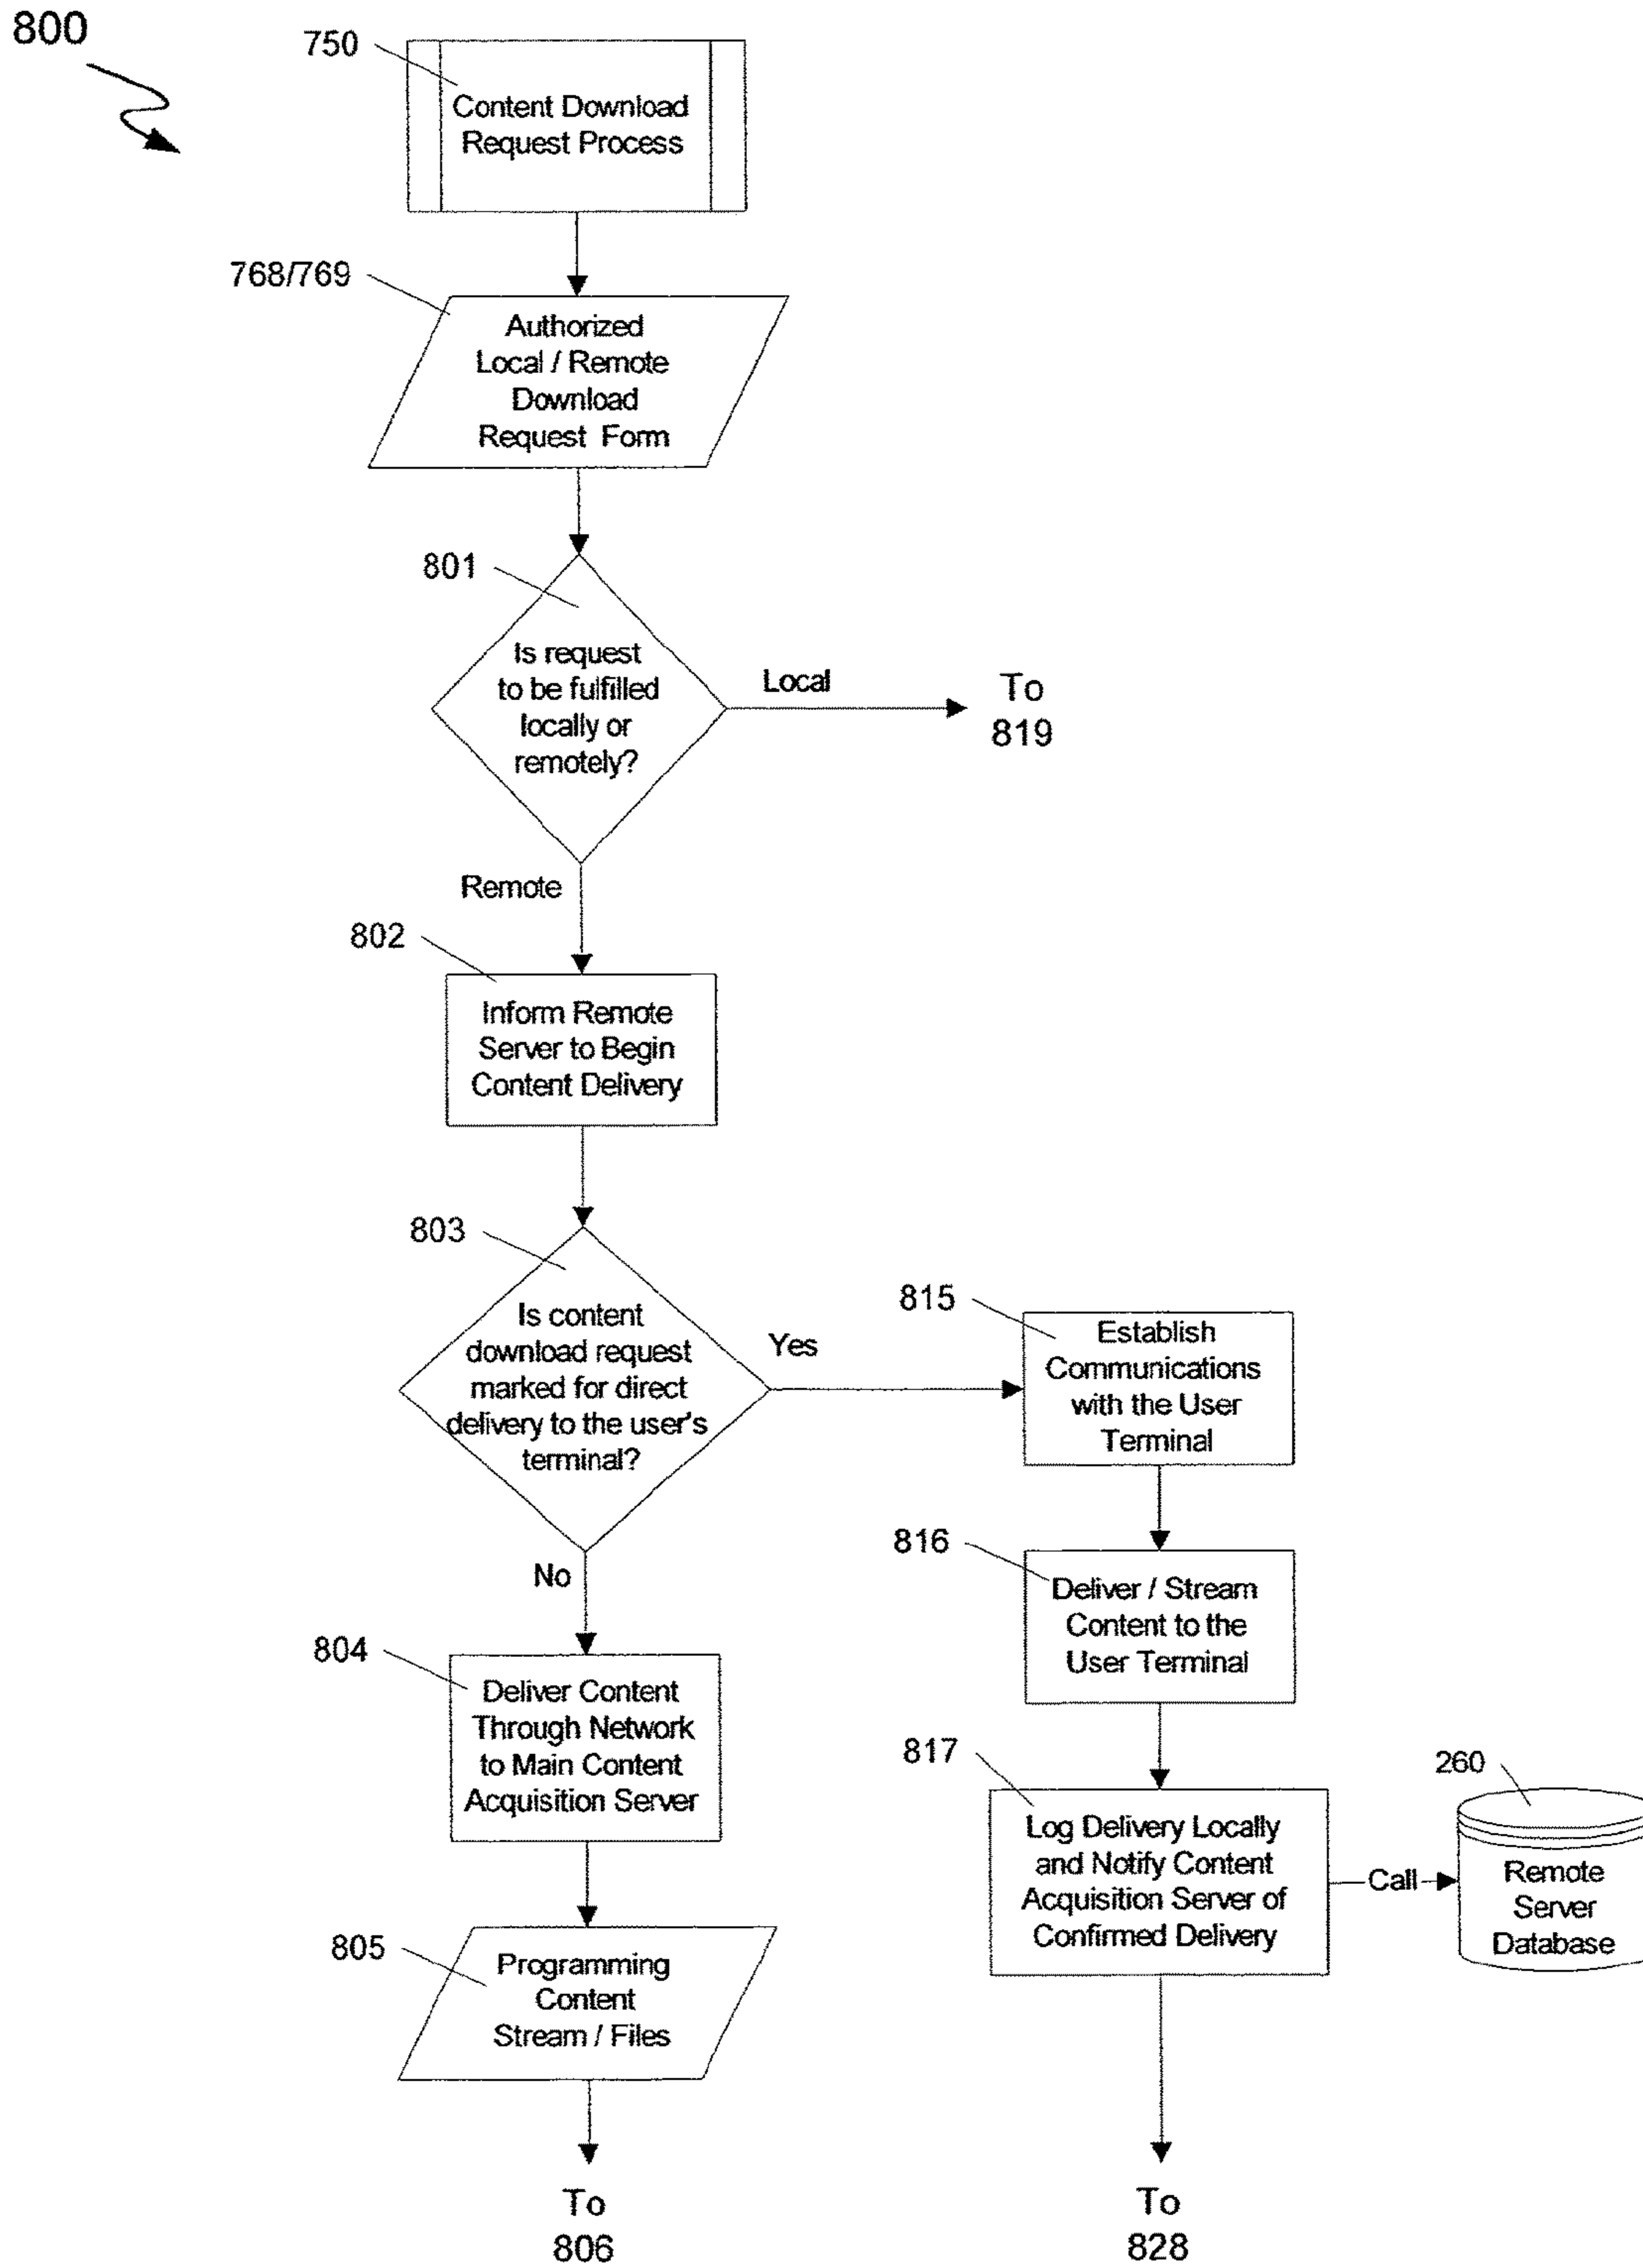 800
750
Content Download
Request Process
768/769
Authorized
Local / Remote
Download
Request Form
801
Is request
to be fulfilled
locally or
remotely?
Local
To
819
Remote
802
Inform Remote
Server to Begin
Content Delivery
803
Is content
download request
marked for direct
delivery to the user's
terminal?
Yes
815
Establish
Communications
with the User
Terminal
No
816
Deliver / Stream
Content to the
User Terminal
804
Deliver Content
Through Network
to Main Content
Acquisition Server
817
Log Delivery Locally
and Notify Content
Acquisition Server of
Confirmed Delivery
Call
260
Remote
Server
Database
805
Programming
Content
Stream / Files
To
806
To
828